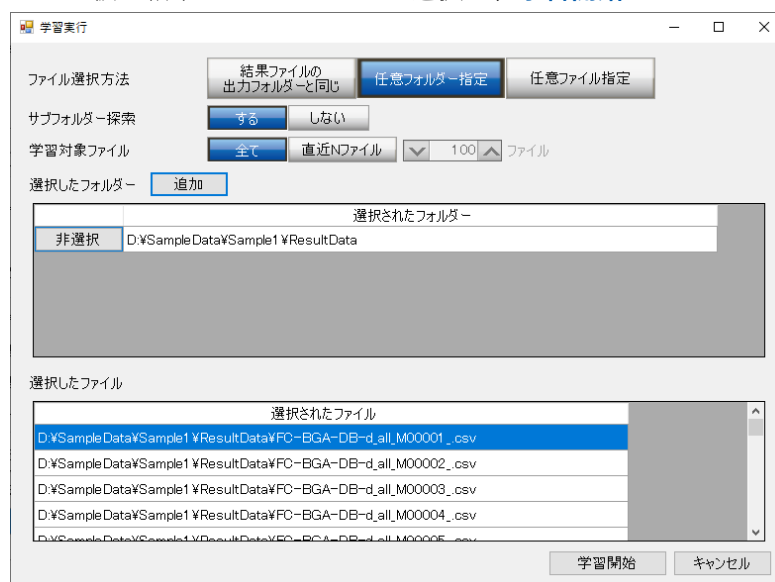 学習実行
ファイル選択方法
結果ファイルの
出力フォルダーと同じ
任意フォルダー指定
任意ファイル指定
サブフォルダー探索
する
しない
学習対象ファイル
全て
直近Nファイル
100
ファイル
選択したフォルダー
追加
選択されたフォルダー
非選択
D:¥SampleData¥Sample1¥ResultData
選択したファイル
選択されたファイル
D:¥SampleData¥Sample1¥ResultData¥FC-BGA-DB-d_all_M00001_.csv
D:¥SampleData¥Sample1¥ResultData¥FC-BGA-DB-d_all_M00002_.csv
D:¥SampleData¥Sample1¥ResultData¥FC-BGA-DB-d_all_M00003_.csv
D:¥SampleData¥Sample1¥ResultData¥FC-BGA-DB-d_all_M00004_.csv
D:¥SampleData¥Sample1¥ResultData¥FC-BGA-DB-d_all_M00005_.csv
学習開始
キャンセル